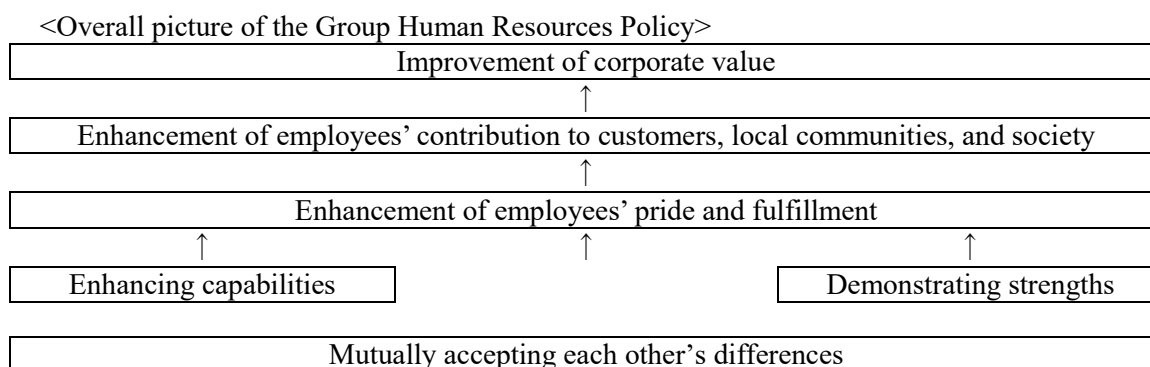 <Overall picture of the Group Human Resources Policy>
Improvement of corporate value
↑
Enhancement of employees’ contribution to customers, local communities, and society
↑
Enhancement of employees’ pride and fulfillment
↑ ↑ ↑
Enhancing capabilities Demonstrating strengths
Mutually accepting each other’s differences